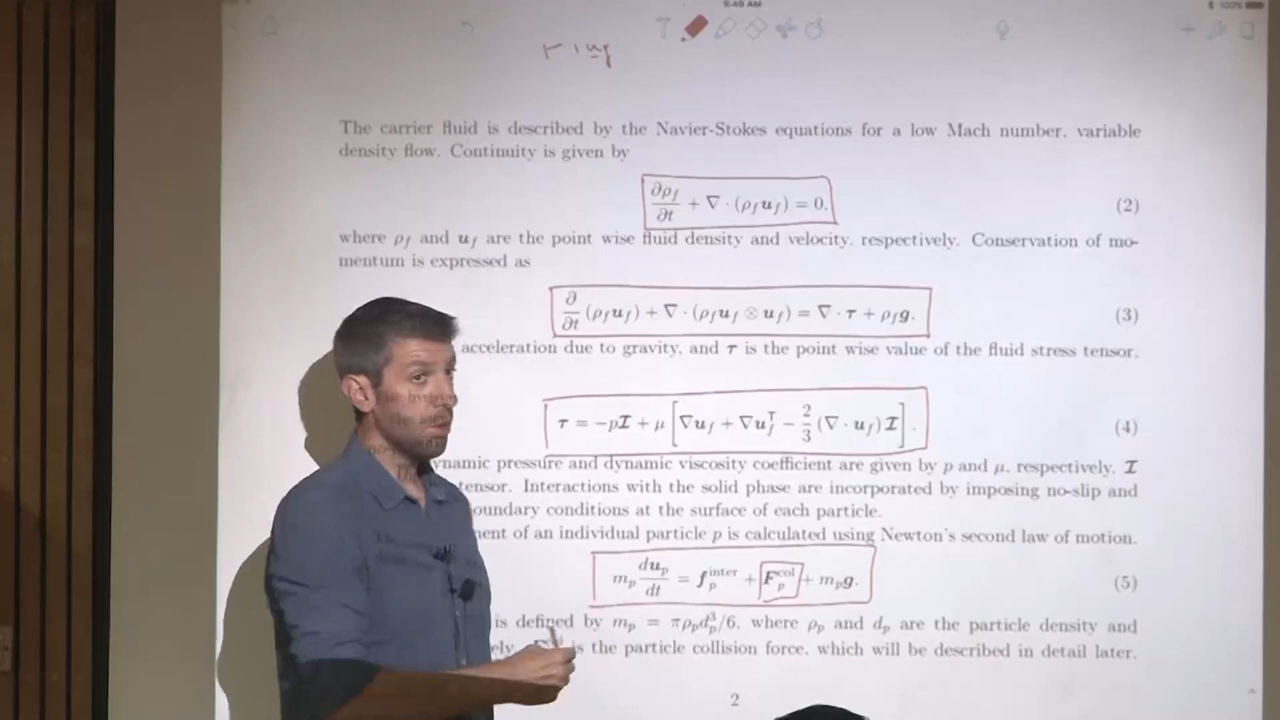 9:49 AM
100%
T
The carrier fluid is described by the Navier-Stokes equations for a low Mach number, variable
density flow. Continuity is given by
∂ρ_f/∂t + ∇ · (ρ_f u_f) = 0. (2)
where ρ_f and u_f are the point wise fluid density and velocity, respectively. Conservation of mo-
mentum is expressed as
∂/∂t (ρ_f u_f) + ∇ · (ρ_f u_f ⊗ u_f) = ∇ · τ + ρ_f g. (3)
acceleration due to gravity, and τ is the point wise value of the fluid stress tensor.
τ = −pI + μ [∇u_f + ∇u_f^T − 2/3 (∇ · u_f) I]. (4)
ynamic pressure and dynamic viscosity coefficient are given by p and μ, respectively. I
tensor. Interactions with the solid phase are incorporated by imposing no-slip and
oundary conditions at the surface of each particle.
ent of an individual particle p is calculated using Newton's second law of motion.
m_p du_p/dt = f_p^inter + F_p^col + m_p g. (5)
is defined by m_p = πρ_p d_p^3/6, where ρ_p and d_p are the particle density and
ely. is the particle collision force, which will be described in detail later.
2